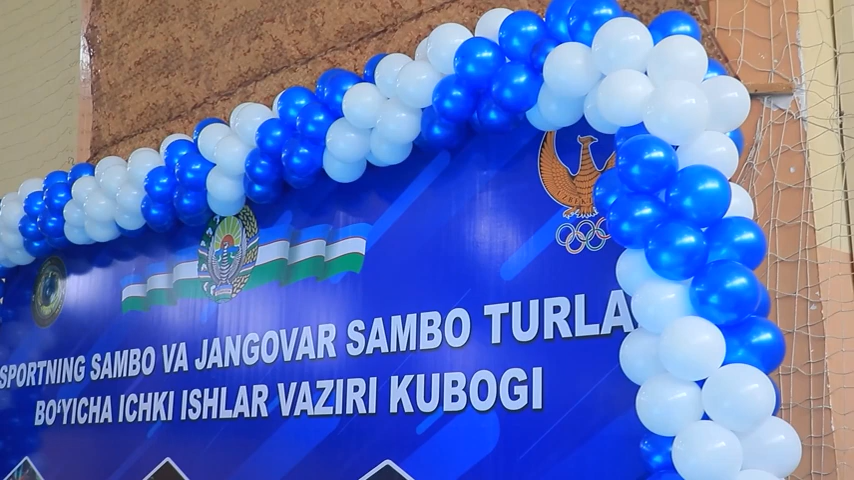 SPORTNING SAMBO VA JANGOVAR SAMBO TURLA
BO‘YICHA ICHKI ISHLAR VAZIRI KUBOGI